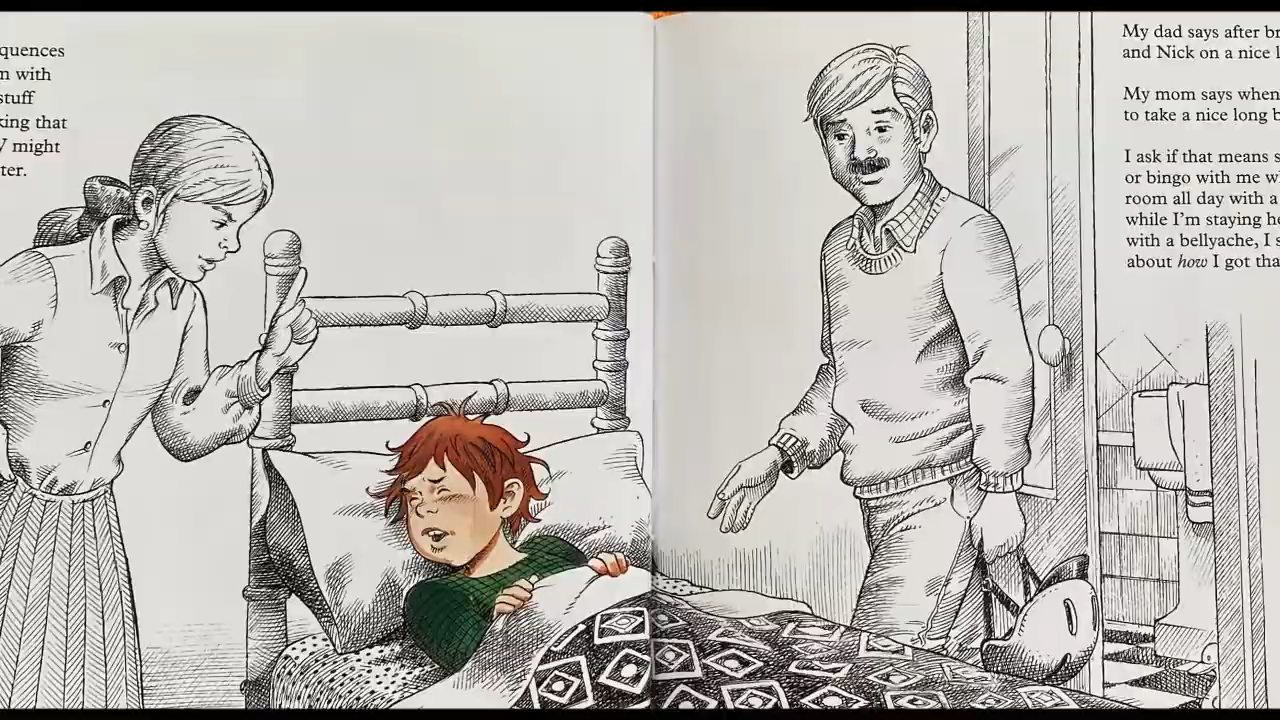 quences
n with
stuff
king that
V might
ter.
My dad says after br
and Nick on a nice l
My mom says when
to take a nice long b
I ask if that means s
or bingo with me w
room all day with a
while I'm staying h
with a bellyache, I s
about how I got tha